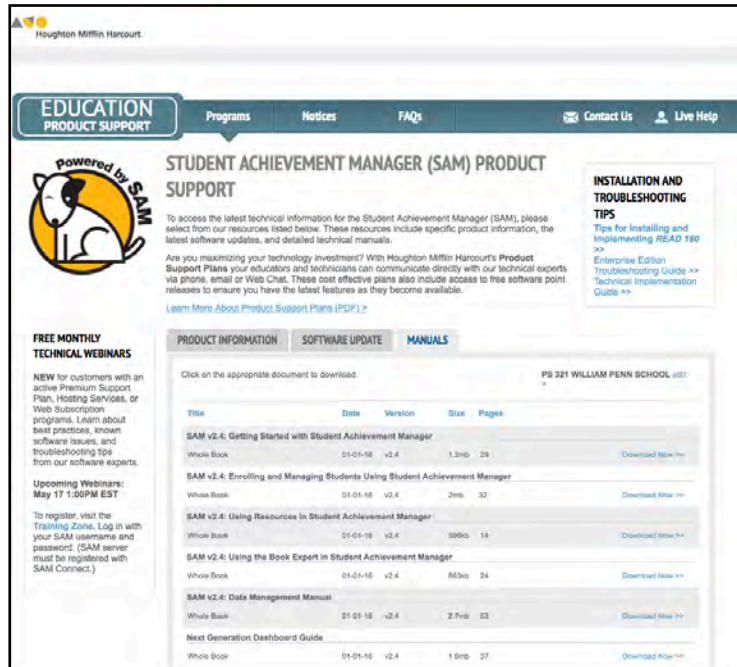 Houghton Mifflin Harcourt
EDUCATION
PRODUCT SUPPORT
Programs
Notices
FAQs
Contact Us
Live Help
Powered by SAM
STUDENT ACHIEVEMENT MANAGER (SAM) PRODUCT
SUPPORT
To access the latest technical information for the Student Achievement Manager (SAM), please
select from our resources listed below. These resources include specific product information, the
latest software updates, and detailed technical manuals.
Are you maximizing your technology investment? With Houghton Mifflin Harcourt's Product
Support Plans your educators and technicians can communicate directly with our technical experts
via phone, email or Web Chat. These cost effective plans also include access to free software point
releases to ensure you have the latest features as they become available.
Learn More About Product Support Plans (PDF) >
INSTALLATION AND
TROUBLESHOOTING
TIPS
Tips for Installing and
Implementing READ 180
>>
Enterprise Edition
Troubleshooting Guide >>
Technical Implementation
Guide >>
FREE MONTHLY
TECHNICAL WEBINARS
NEW for customers with an
active Premium Support
Plan, Hosting Services, or
Web Subscription
programs. Learn about
best practices, known
software issues, and
troubleshooting tips
from our software experts.
Upcoming Webinars:
May 17 1:00PM EST
To register, visit the
Training Zone. Log in with
your SAM username and
password. (SAM server
must be registered with
SAM Connect.)
PRODUCT INFORMATION
SOFTWARE UPDATE
MANUALS
Click on the appropriate document to download.
PS 321 WILLIAM PENN SCHOOL edit
>
Title Date Version Size Pages
SAM v2.4: Getting Started with Student Achievement Manager
Whole Book 01-01-16 v2.4 1.2mb 29 Download Now >>
SAM v2.4: Enrolling and Managing Students Using Student Achievement Manager
Whole Book 01-01-16 v2.4 2mb 32 Download Now >>
SAM v2.4: Using Resources in Student Achievement Manager
Whole Book 01-01-16 v2.4 14 Download Now >>
SAM v2.4: Using the Book Expert in Student Achievement Manager
Whole Book 01-01-16 v2.4 24 Download Now >>
SAM v2.4: Data Management Manual
Whole Book 01-01-16 v2.4 2.7mb 53 Download Now >>
Next Generation Dashboard Guide
Whole Book 01-01-16 v2.4 37 Download Now >>